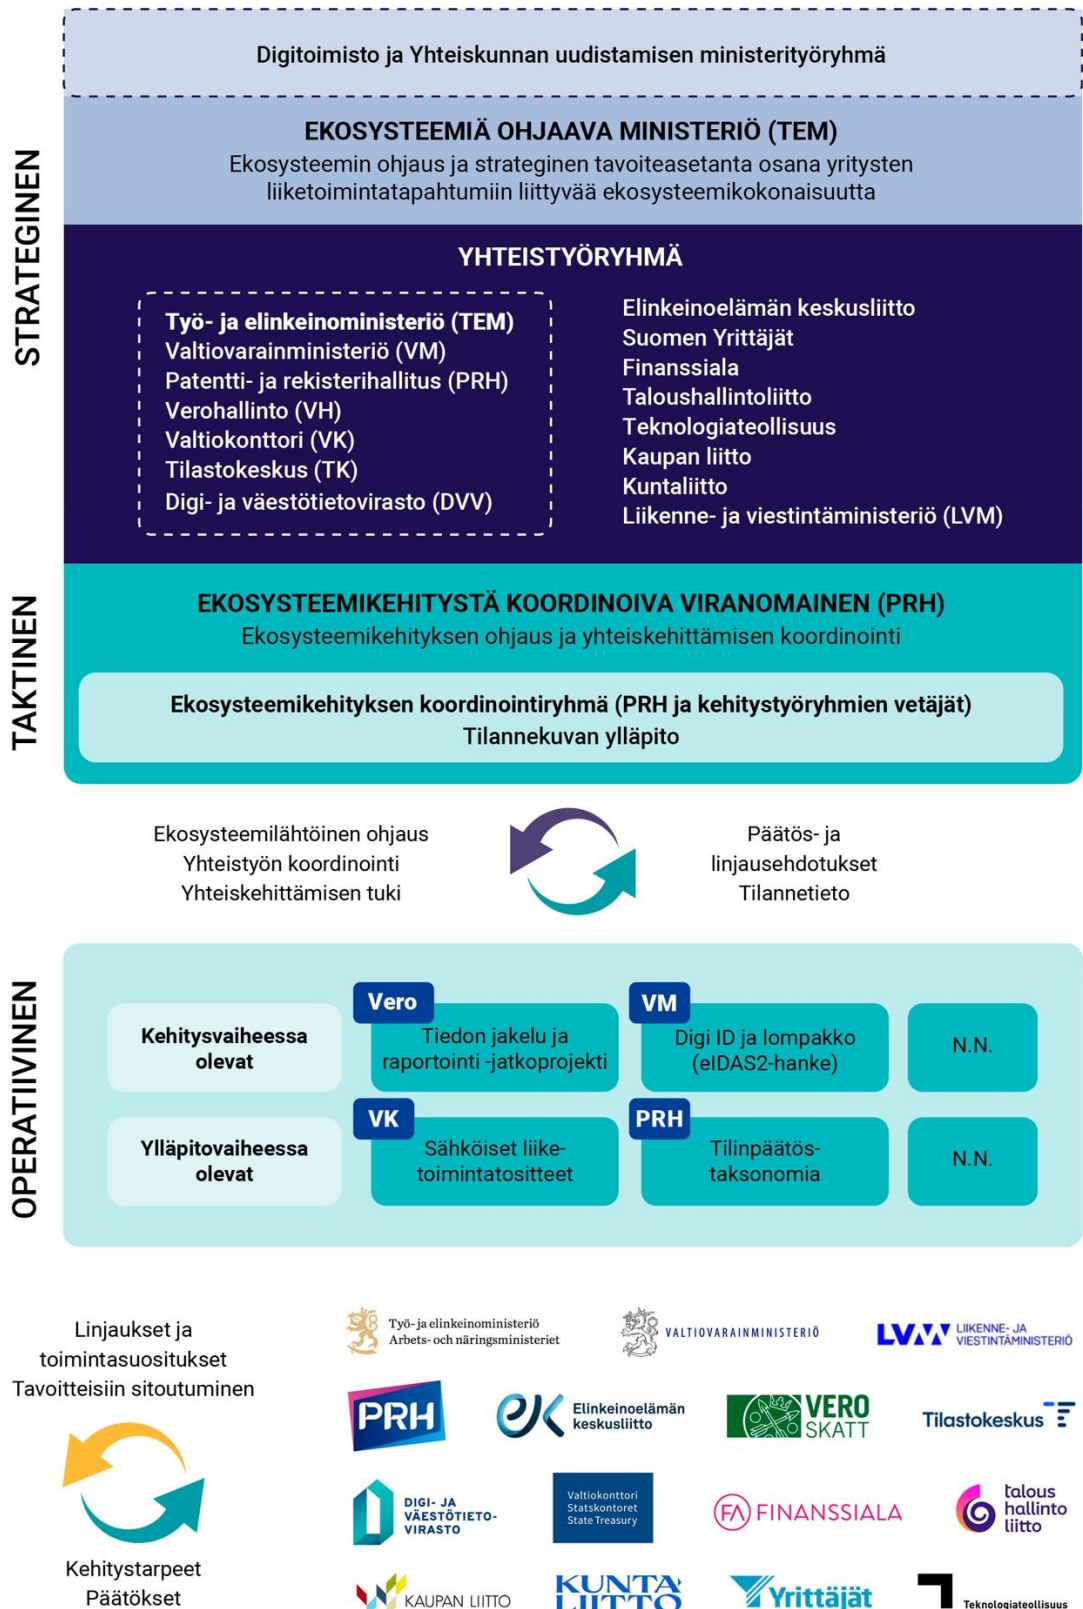 Digitoimisto ja Yhteiskunnan uudistamisen ministerityöryhmä
STRATEGINEN
EKOSYSTEEMIÄ OHJAAVA MINISTERIÖ (TEM)
Ekosysteemin ohjaus ja strateginen tavoiteasetanta osana yritysten
liiketoimintatapahtumiin liittyvää ekosysteemikokonaisuutta
YHTEISTYÖRYHMÄ
Työ- ja elinkeinoministeriö (TEM)
Valtiovarainministeriö (VM)
Patentti- ja rekisterihallitus (PRH)
Verohallinto (VH)
Valtiokonttori (VK)
Tilastokeskus (TK)
Digi- ja väestötietovirasto (DVV)
Elinkeinoelämän keskusliitto
Suomen Yrittäjät
Finanssiala
Taloushallintoliitto
Teknologiateollisuus
Kaupan liitto
Kuntaliitto
Liikenne- ja viestintäministeriö (LVM)
TAKTINEN
EKOSYSTEEMIKEHITYSTÄ KOORDINOIVA VIRANOMAINEN (PRH)
Ekosysteemikehityksen ohjaus ja yhteiskehittämisen koordinointi
Ekosysteemikehityksen koordinointiryhmä (PRH ja kehitystyöryhmien vetäjät)
Tilannekuvan ylläpito
Ekosysteemilähtöinen ohjaus
Yhteistyön koordinointi
Yhteiskehittämisen tuki
Päätös- ja
linjausehdotukset
Tilannetieto
OPERATIIVINEN
Kehitysvaiheessa
olevat
Vero
Tiedon jakelu ja
raportointi -jatkoprojekti
VM
Digi ID ja lompakko
(eIDAS2-hanke)
N.N.
Ylläpitovaiheessa
olevat
VK
Sähköiset liike-
toimintatositteet
PRH
Tilinpäätös-
taksonomia
N.N.
Linjaukset ja
toimintasuositukset
Tavoitteisiin sitoutuminen
Kehitystarpeet
Päätökset
Työ- ja elinkeinoministeriö
Arbets- och näringsministeriet
VALTIOVARAINMINISTERIÖ
LVM
LIIKENNE- JA
VIESTINTÄMINISTERIÖ
PRH
ek
Elinkeinoelämän
keskusliitto
VERO
SKATT
Tilastokeskus
DIGI- JA
VÄESTÖTIETO-
VIRASTO
Valtiokonttori
Statskontoret
State Treasury
FA FINANSSIALA
talous
hallinto
liitto
KAUPAN LIITTO
KUNTA
LIITTO
Yrittäjät
Teknologiateollisuus